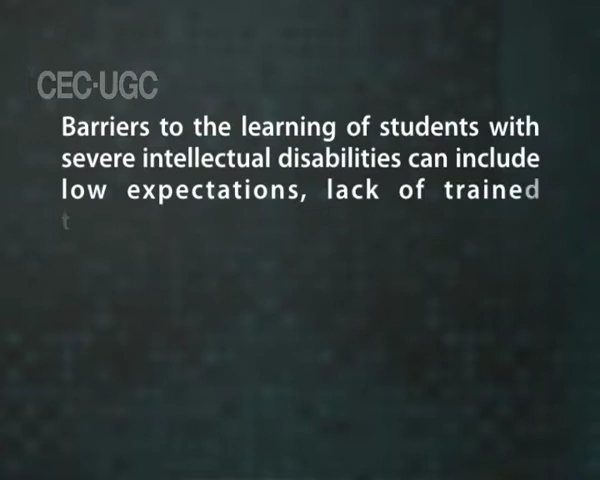 CEC-UGC
Barriers to the learning of students with
severe intellectual disabilities can include
low expectations, lack of trained
t